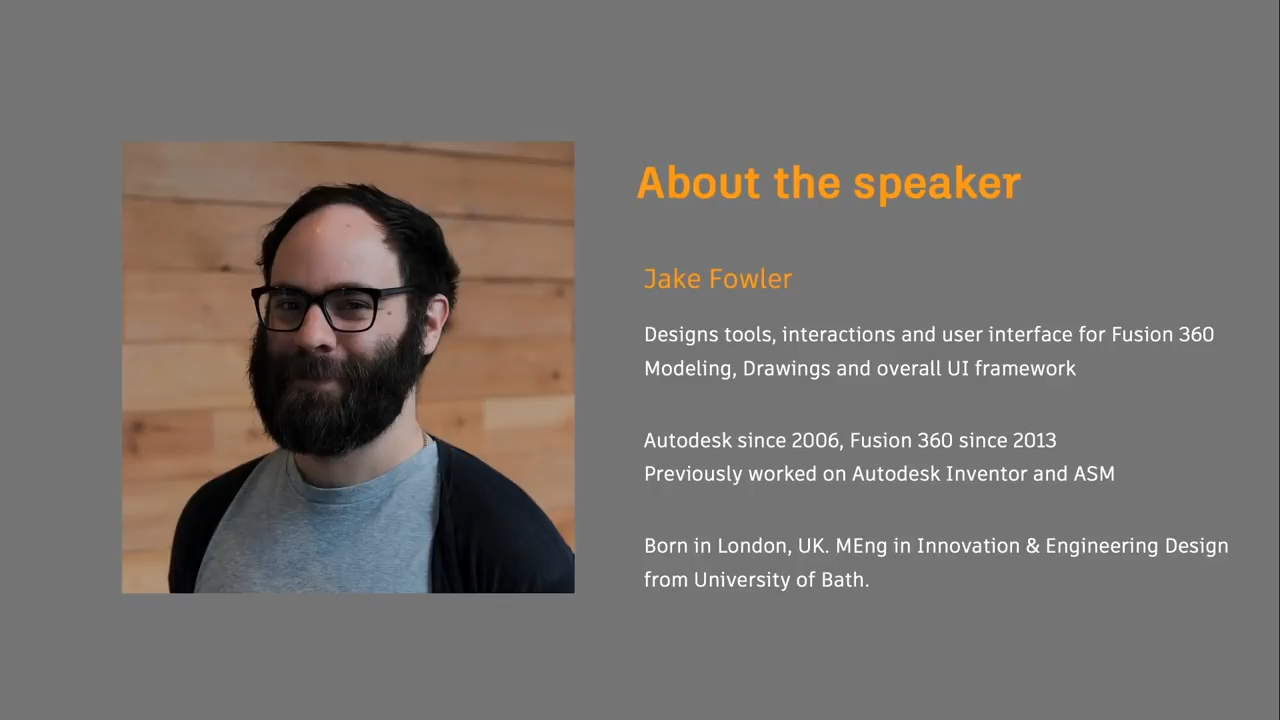 About the speaker
Jake Fowler
Designs tools, interactions and user interface for Fusion 360
Modeling, Drawings and overall UI framework
Autodesk since 2006, Fusion 360 since 2013
Previously worked on Autodesk Inventor and ASM
Born in London, UK. MEng in Innovation & Engineering Design
from University of Bath.